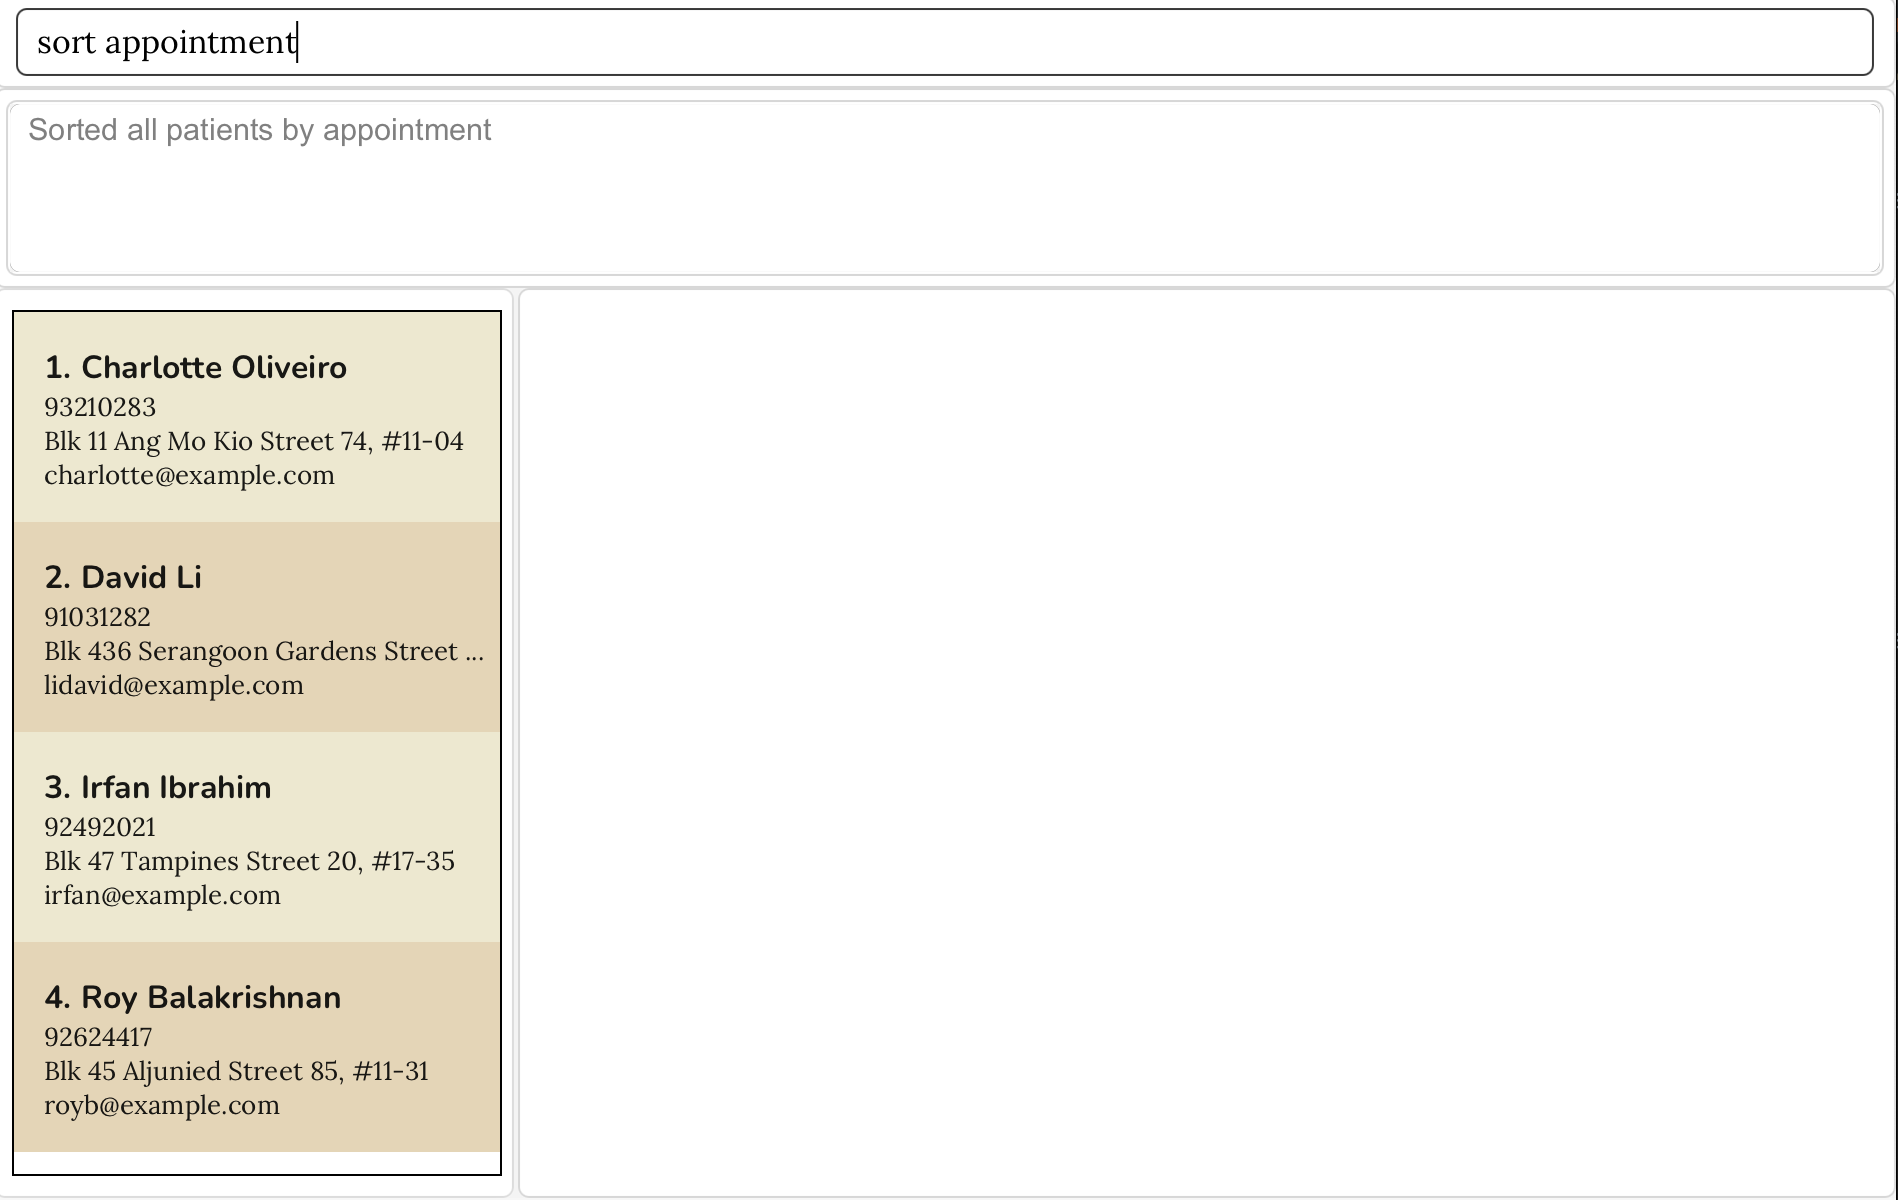 sort appointment
Sorted all patients by appointment
1. Charlotte Oliveiro
93210283
Blk 11 Ang Mo Kio Street 74, #11-04
charlotte@example.com
2. David Li
91031282
Blk 436 Serangoon Gardens Street ...
lidavid@example.com
3. Irfan Ibrahim
92492021
Blk 47 Tampines Street 20, #17-35
irfan@example.com
4. Roy Balakrishnan
92624417
Blk 45 Aljunied Street 85, #11-31
royb@example.com